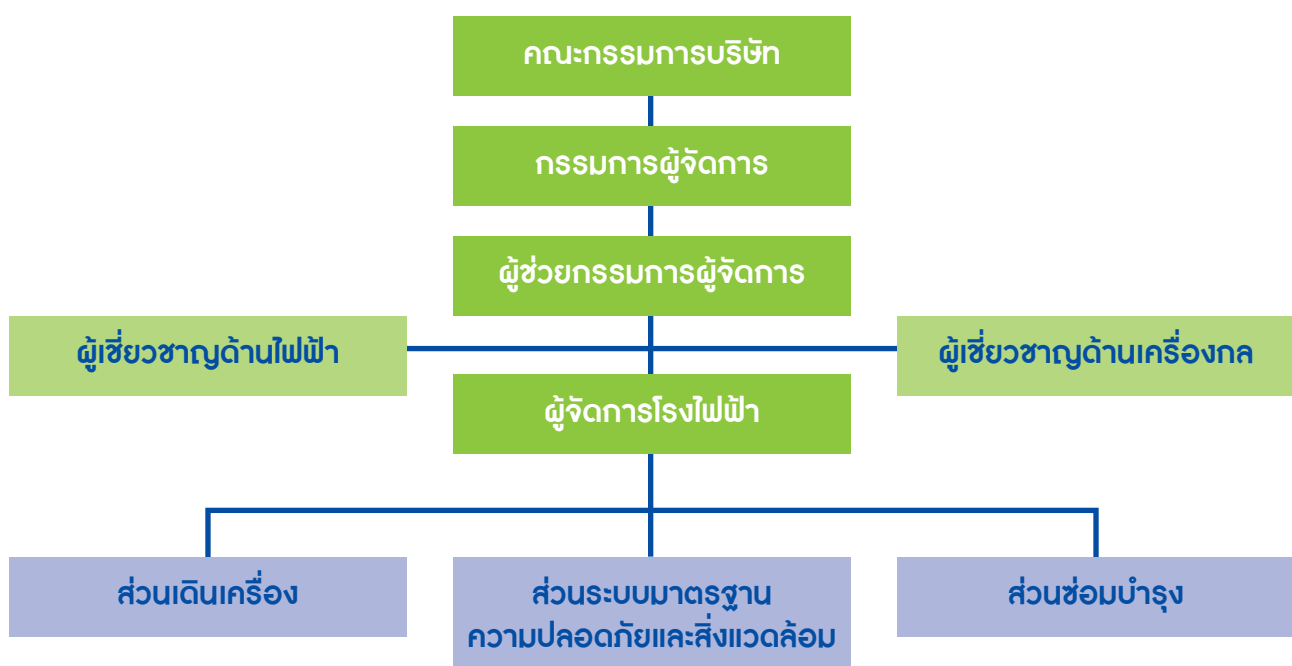 คณะกรรมการบริษัท
กรรมการผู้จัดการ
ผู้ช่วยกรรมการผู้จัดการ
ผู้เชี่ยวชาญด้านไฟฟ้า
ผู้เชี่ยวชาญด้านเครื่องกล
ผู้จัดการโรงไฟฟ้า
ส่วนเดินเครื่อง
ส่วนระบบมาตรฐาน
ความปลอดภัยและสิ่งแวดล้อม
ส่วนซ่อมบำรุง